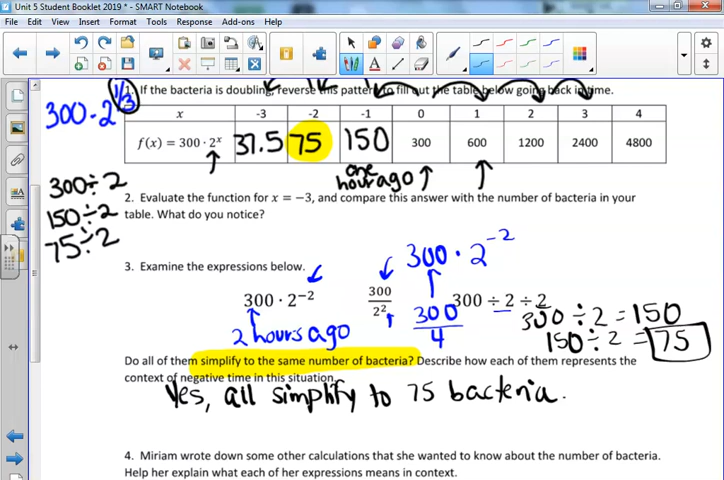 Unit 5 Student Booklet 2019 * - SMART Notebook
File Edit View Insert Format Tools Add-ons Response Help
1. If the bacteria is doubling, reverse this pattern to fill out the table below going back in time.
300 · 2^1/3
x -3 -2 -1 0 1 2 3 4
f(x) = 300 · 2^x 37.5 75 150 300 600 1200 2400 4800
one
hour ago
300 ÷ 2
150 ÷ 2
75 ÷ 2
2. Evaluate the function for x = −3, and compare this answer with the number of bacteria in your
table. What do you notice?
300 · 2^-2
3. Examine the expressions below.
300 · 2^−2 300/2^2 300 ÷ 2 ÷ 2
2 hours ago 300/4 300 ÷ 2 = 150
150 ÷ 2 = 75
Do all of them simplify to the same number of bacteria? Describe how each of them represents the
context of negative time in this situation.
Yes, all simplify to 75 bacteria.
4. Miriam wrote down some other calculations that she wanted to know about the number of bacteria.
Help her explain what each of her expressions means in context.